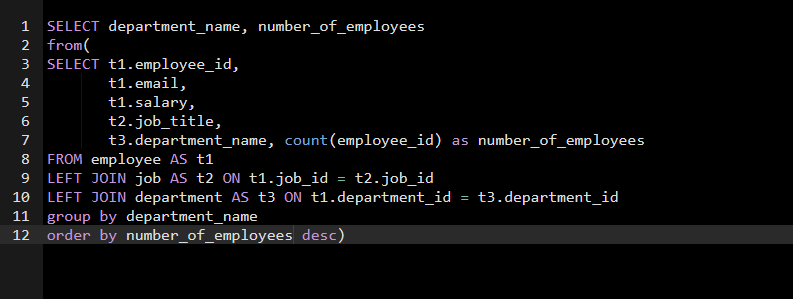 1 SELECT department_name, number_of_employees
2 from(
3 SELECT t1.employee_id,
4 t1.email,
5 t1.salary,
6 t2.job_title,
7 t3.department_name, count(employee_id) as number_of_employees
8 FROM employee AS t1
9 LEFT JOIN job AS t2 ON t1.job_id = t2.job_id
10 LEFT JOIN department AS t3 ON t1.department_id = t3.department_id
11 group by department_name
12 order by number_of_employees desc)